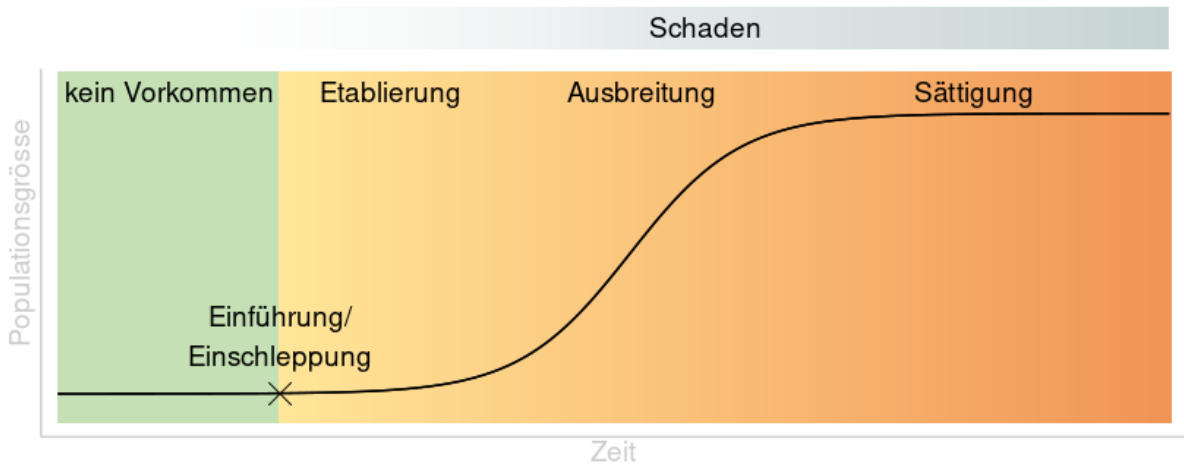 Schaden
kein Vorkommen
Etablierung
Ausbreitung
Sättigung
Populationsgrösse
Einführung/
Einschleppung
Zeit